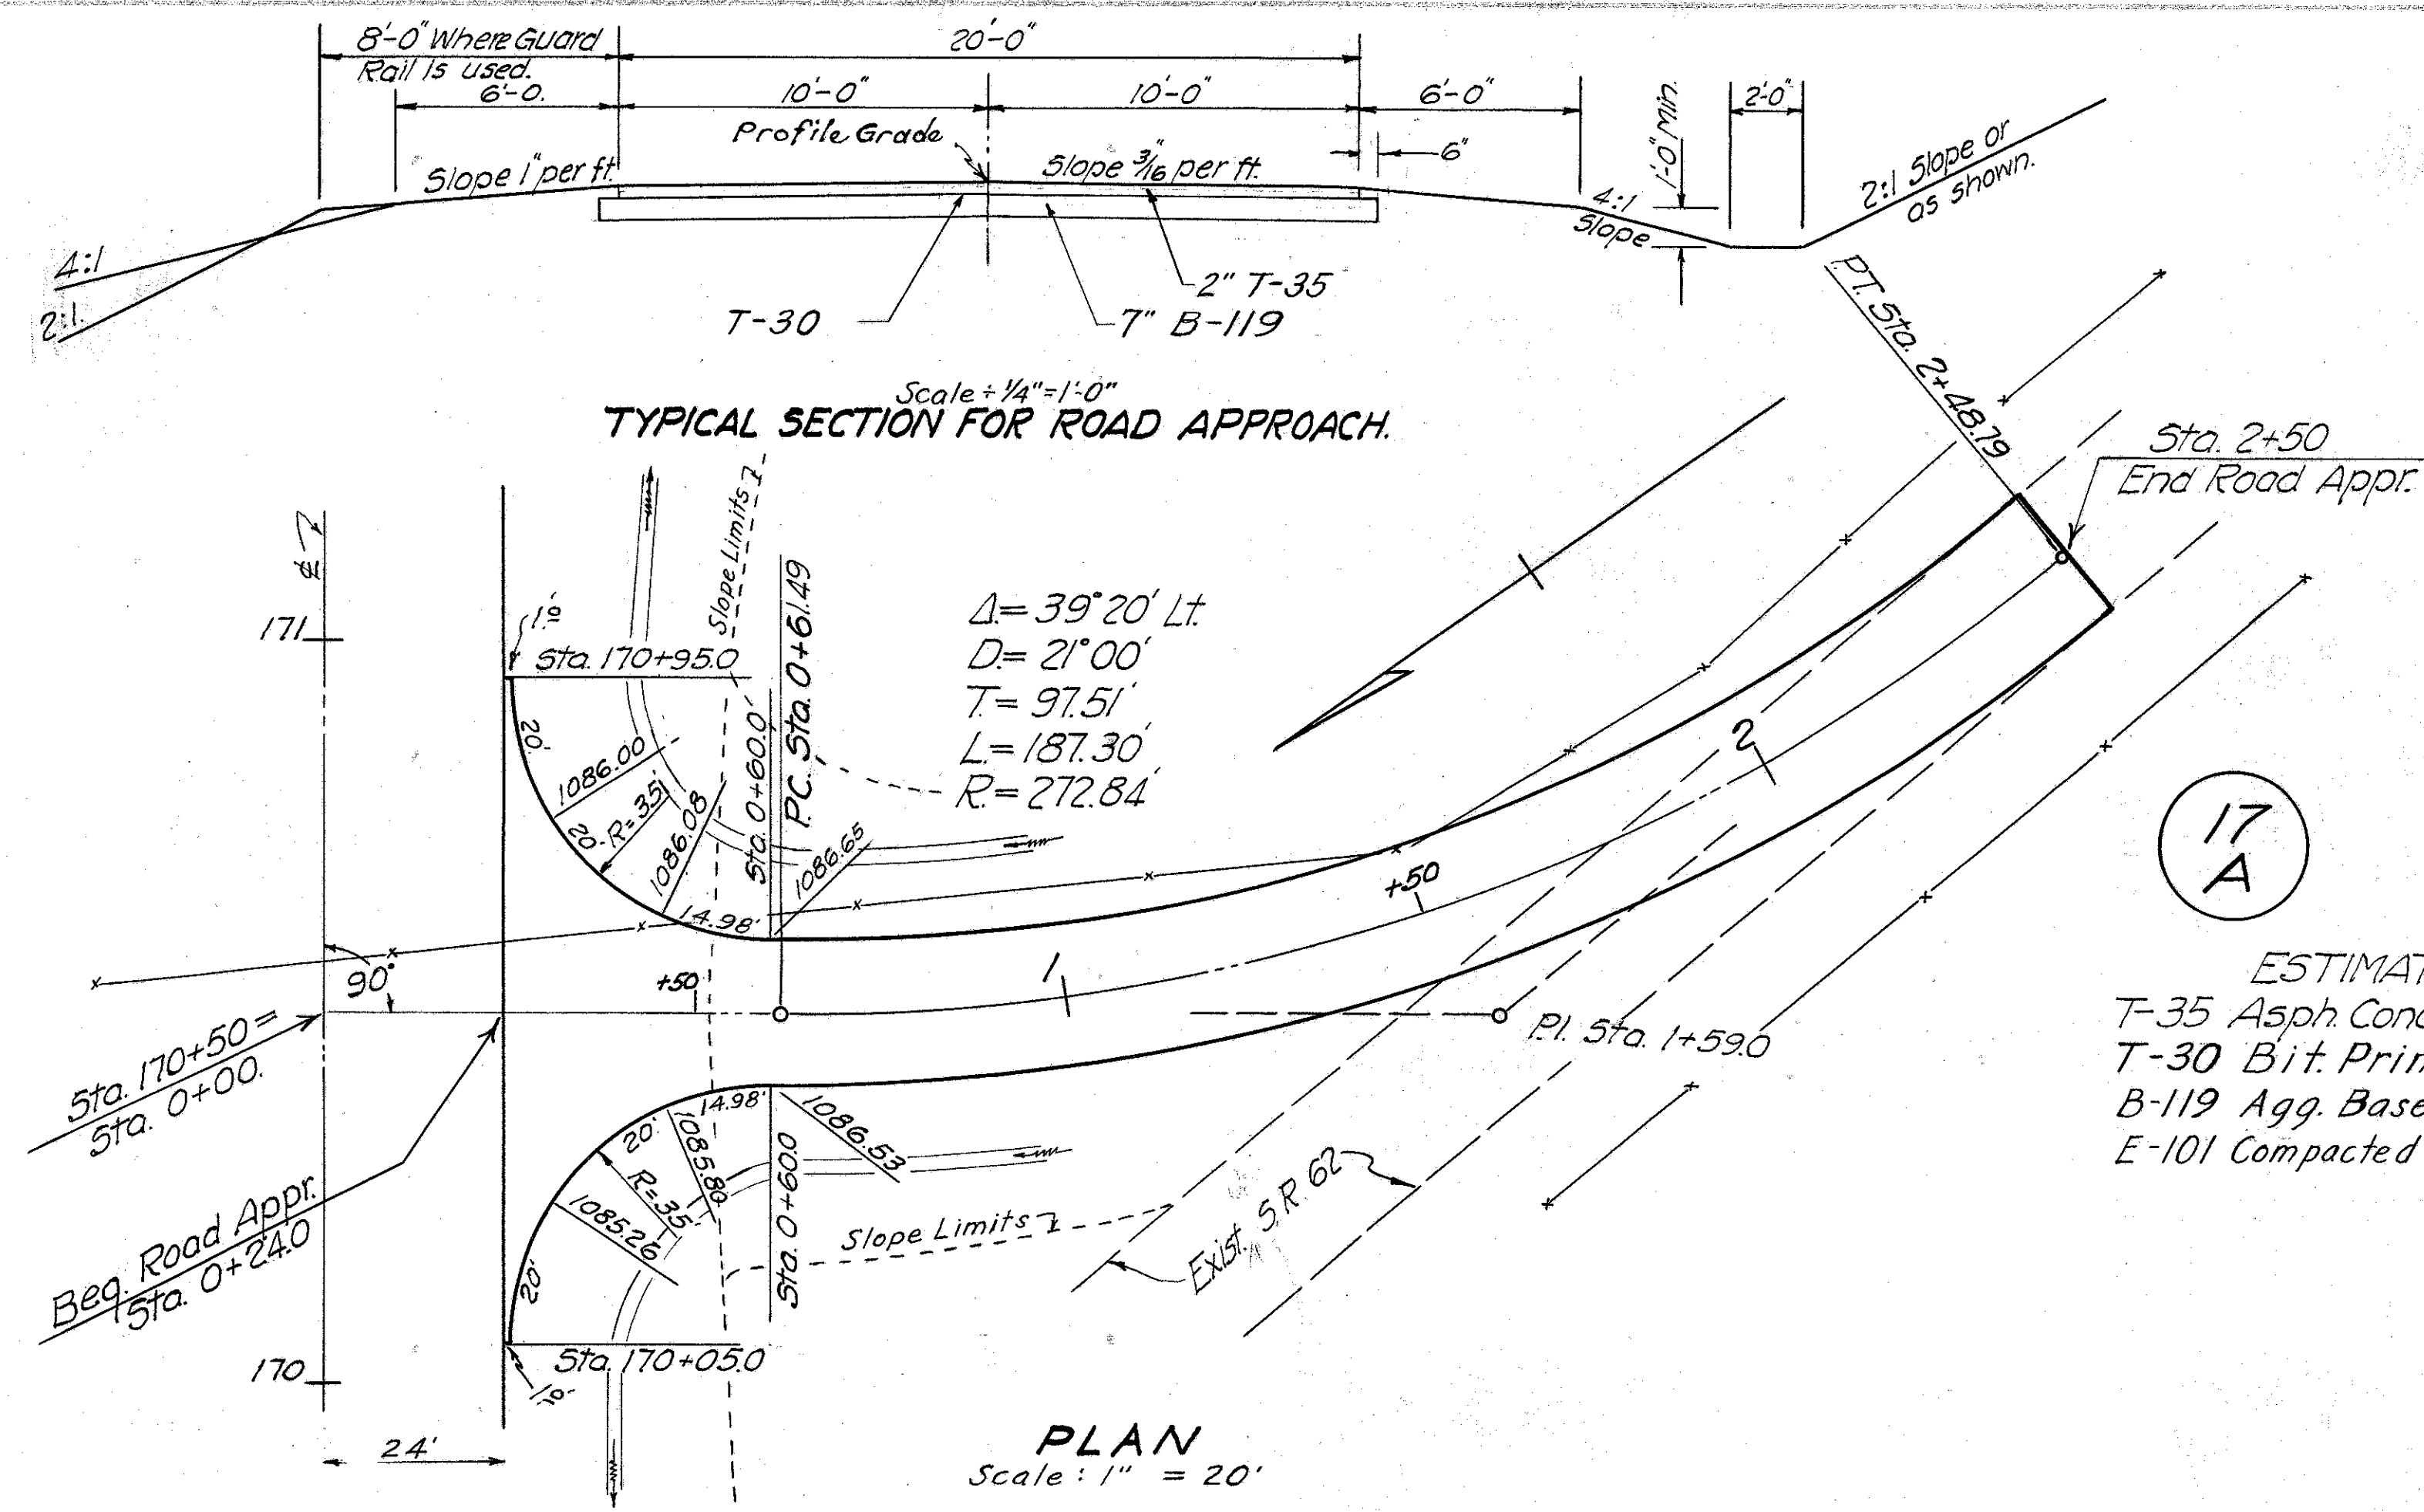 8'-0" Where Guard
Rail Is used.
20'-0"
6'-0.
10'-0"
10'-0"
6'-0"
1'-0" Min.
2'-0"
Profile Grade
6"
Slope 1" per ft.
Slope 3/16" per ft.
4:1
Slope
2:1 Slope or
as shown.
4:1
2:1.
T-30
2" T-35
7" B-119
Scale ÷ 1/4"=1'-0"
TYPICAL SECTION FOR ROAD APPROACH.
P.T. Sta. 2+48.79
Sta. 2+50
End Road Appr.
Slope Limits
℄
171
1'.0
Sta. 170+95.0
P.C. Sta. 0+61.49
Sta. 0+60.0'
Δ.= 39°20' Lt.
D.= 21°00'
T.= 97.51'
L.= 187.30'
R.= 272.84'
20'
1086.00
20'
R=35'
1086.08
14.98'
1086.65
2
+50
17
A
90°
+50
1
P.I. Sta. 1+59.0
Sta. 170+50 =
Sta. 0+00.
Beg. Road Appr.
Sta. 0+24.0
ESTIMAT
T-35 Asph. Conc
T-30 Bit. Prim
B-119 Agg. Base
E-101 Compacted
14.98'
1086.53
20'
1085.80
R=35'
1085.26
20'
Sta. 0+60.0
Slope Limits
Exist. S.R. 62
Sta. 170+05.0
170
1'.0
24'
PLAN
Scale : 1" = 20'